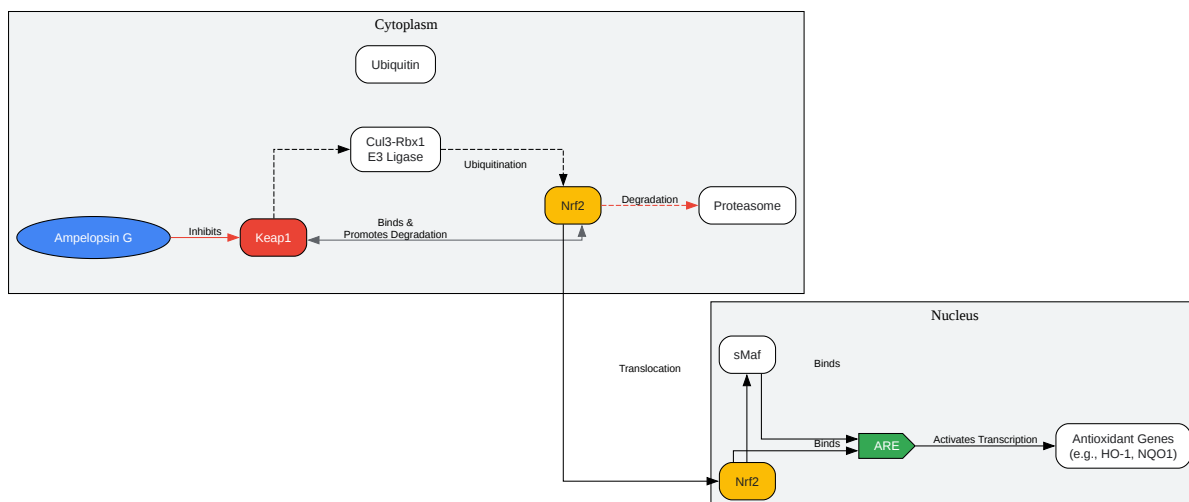 Cytoplasm
Ubiquitin
Cul3-Rbx1
E3 Ligase
Ubiquitination
Nrf2
Degradation
Proteasome
Ampelopsin G
Inhibits
Keap1
Binds &
Promotes Degradation
Nucleus
sMaf
Translocation
Binds
Binds
ARE
Activates Transcription
Antioxidant Genes
(e.g., HO-1, NQO1)
Nrf2